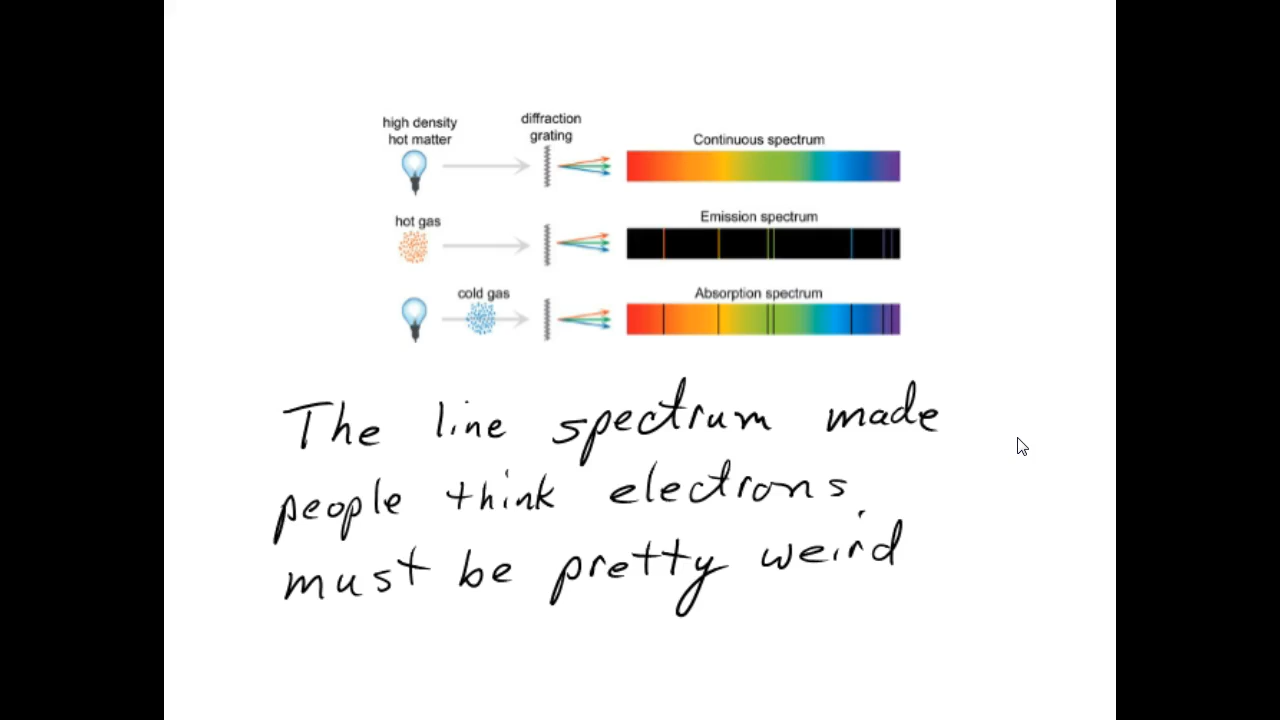 high density
hot matter
diffraction
grating
Continuous spectrum
hot gas
Emission spectrum
cold gas
Absorption spectrum
The line spectrum made
people think electrons
must be pretty weird